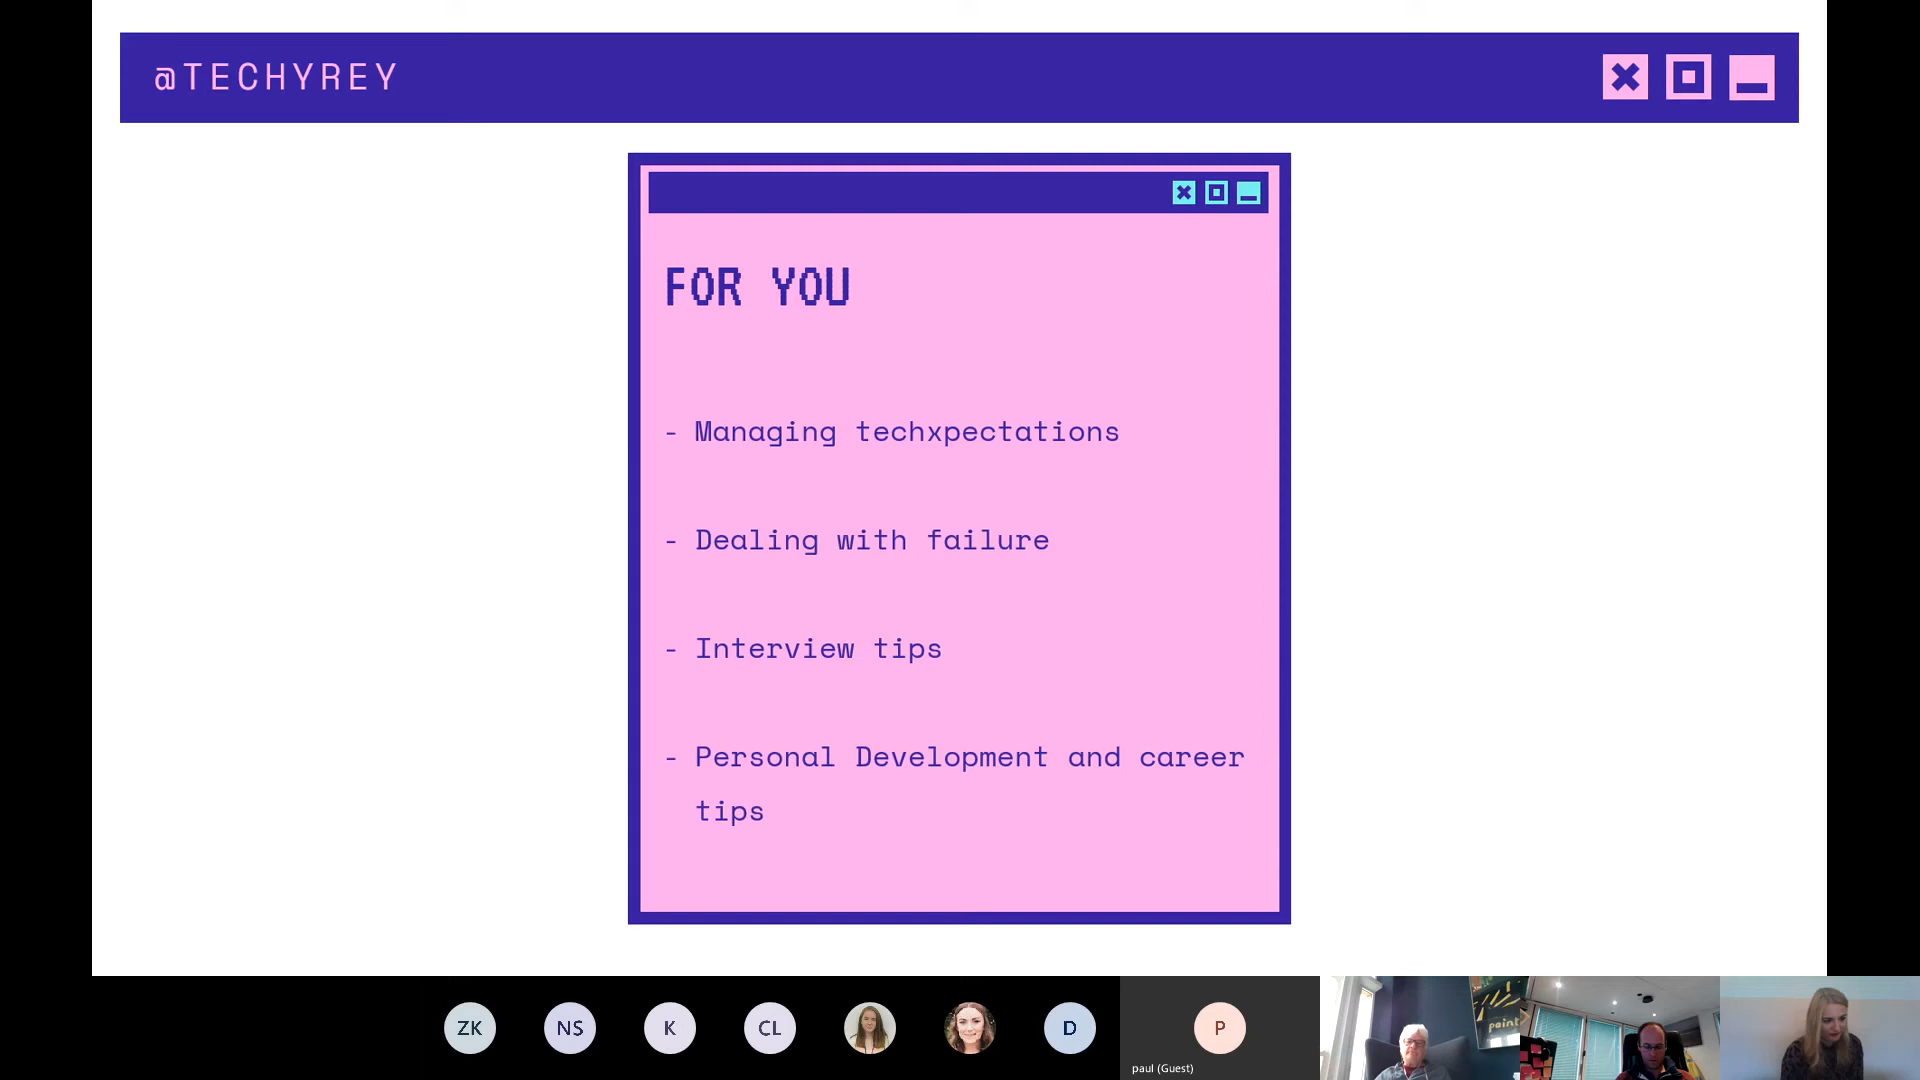 @TECHYREY
FOR YOU
- Managing techxpectations
- Dealing with failure
- Interview tips
- Personal Development and career
tips
ZK
NS
K
CL
D
P
paul (Guest)
point